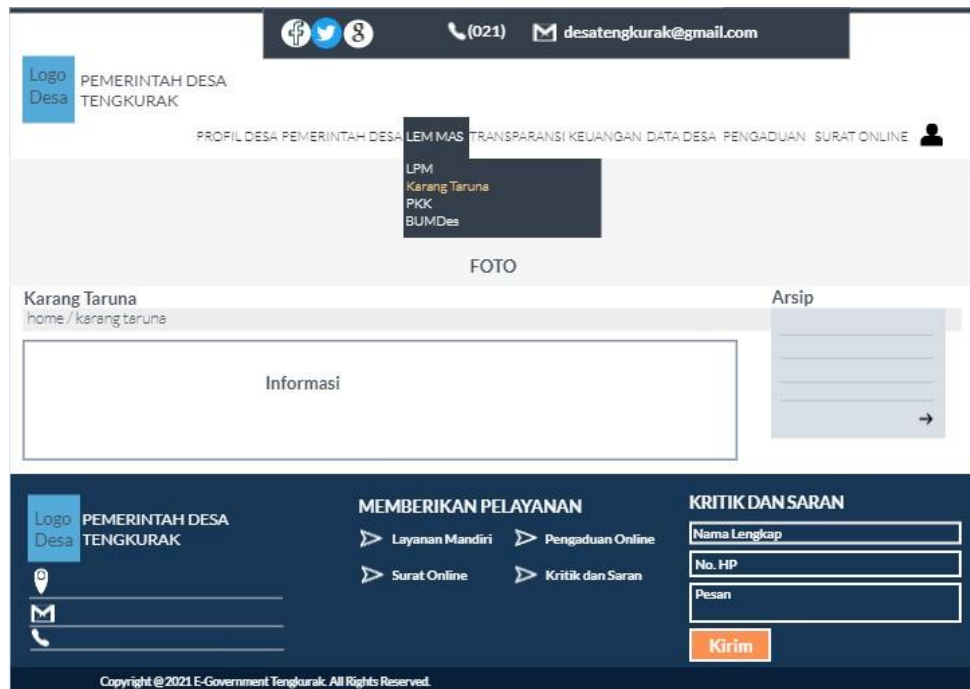 (021) desatengkurak@gmail.com
Logo
Desa
PEMERINTAH DESA
TENGKURAK
PROFIL DESA PEMERINTAH DESA LEM MAS TRANSPARANSI KEUANGAN DATA DESA PENGADUAN SURAT ONLINE
LPM
Karang Taruna
PKK
BUMDes
FOTO
Karang Taruna
home / karang taruna
Arsip
Informasi
Logo
Desa
PEMERINTAH DESA
TENGKURAK
MEMBERIKAN PELAYANAN
Layanan Mandiri Pengaduan Online
Surat Online Kritik dan Saran
KRITIK DAN SARAN
Nama Lengkap
No. HP
Pesan
Kirim
Copyright @ 2021 E-Government Tengkurak. All Rights Reserved.